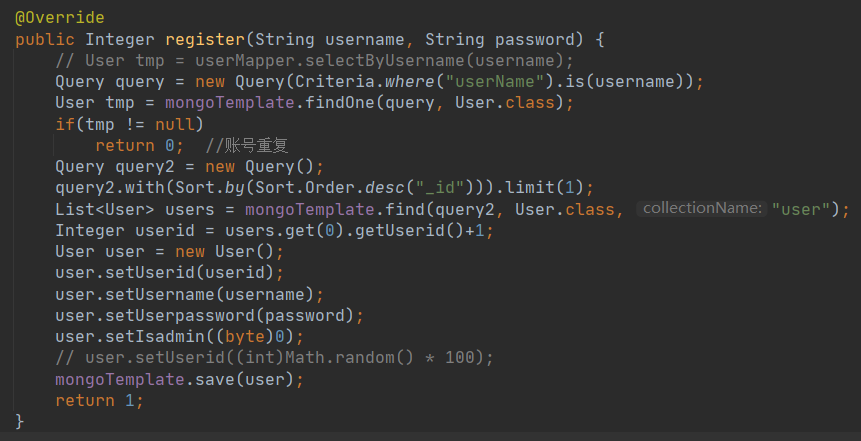 @Override
public Integer register(String username, String password) {
// User tmp = userMapper.selectByUsername(username);
Query query = new Query(Criteria.where("userName").is(username));
User tmp = mongoTemplate.findOne(query, User.class);
if(tmp != null)
return 0;  //账号重复
Query query2 = new Query();
query2.with(Sort.by(Sort.Order.desc("_id"))).limit(1);
List<User> users = mongoTemplate.find(query2, User.class, collectionName: "user");
Integer userid = users.get(0).getUserid()+1;
User user = new User();
user.setUserid(userid);
user.setUsername(username);
user.setUserpassword(password);
user.setIsadmin((byte)0);
// user.setUserid((int)Math.random() * 100);
mongoTemplate.save(user);
return 1;
}